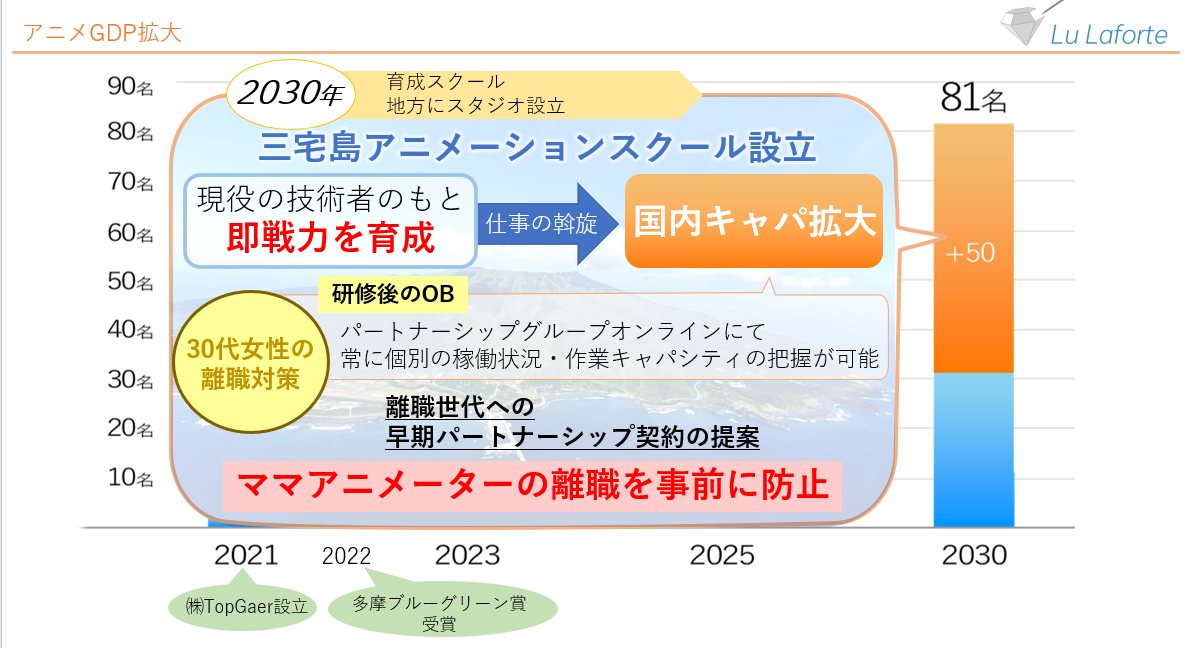 アニメGDP拡大
Lu Laforte
90名
80名
70名
60名
50名
40名
30名
20名
10名
2030年
育成スクール
地方にスタジオ設立
81名
三宅島アニメーションスクール設立
現役の技術者のもと
即戦力を育成
仕事の斡旋
国内キャパ拡大
+50
研修後のOB
パートナーシップグループオンラインにて
常に個別の稼働状況・作業キャパシティの把握が可能
30代女性の
離職対策
離職世代への
早期パートナーシップ契約の提案
ママアニメーターの離職を事前に防止
2021
2022
2023
2025
2030
㈱TopGaer設立
多摩ブルーグリーン賞
受賞